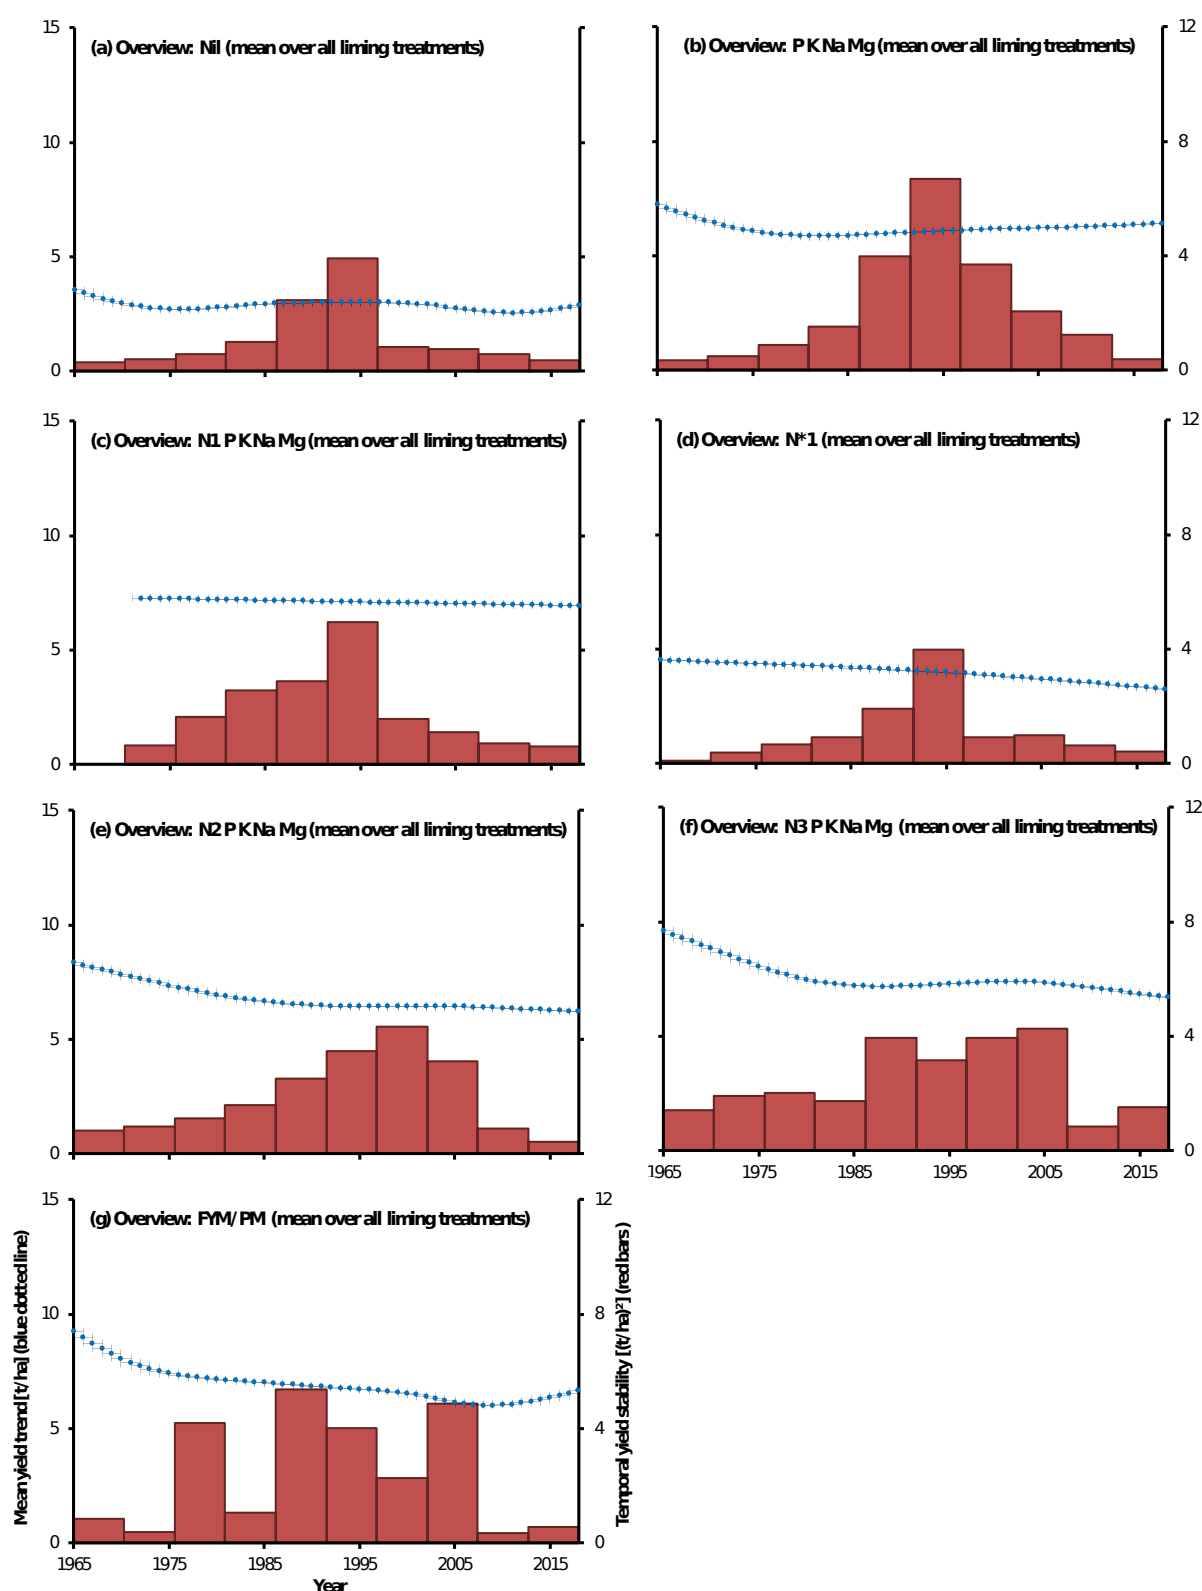 15
(a) Overview: Nil (mean over all liming treatments)
10
5
0
12
(b) Overview: P K Na Mg (mean over all liming treatments)
8
4
0
15
(c) Overview: N1 P K Na Mg (mean over all liming treatments)
10
5
0
12
(d) Overview: N*1 (mean over all liming treatments)
8
4
0
15
(e) Overview: N2 P K Na Mg (mean over all liming treatments)
10
5
0
12
(f) Overview: N3 P K Na Mg (mean over all liming treatments)
8
4
0
1965 1975 1985 1995 2005 2015
15 12
(g) Overview: FYM/PM (mean over all liming treatments)
10 8
5 4
0 0
1965 1975 1985 1995 2005 2015
Year
Mean yield trend [t/ha] (blue dotted line)
Temporal yield stability [(t/ha)²] (red bars)